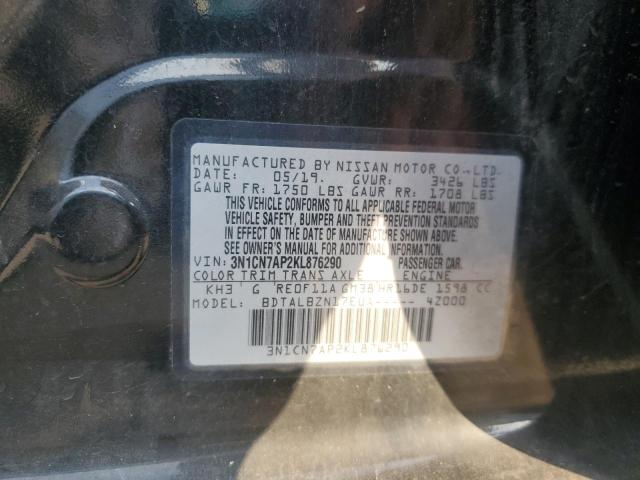 MANUFACTURED BY NISSAN MOTOR CO., LTD.
DATE: 05/19. GVWR: 3426 LBS
GAWR FR: 1750 LBS GAWR RR: 1708 LBS
THIS VEHICLE CONFORMS TO ALL APPLICABLE FEDERAL MOTOR
VEHICLE SAFETY, BUMPER AND THEFT PREVENTION STANDARDS
IN EFFECT ON THE DATE OF MANUFACTURE SHOWN ABOVE.
SEE OWNER'S MANUAL FOR ADDITIONAL INFORMATION.
VIN: 3N1CN7AP2KL876290 PASSENGER CAR.
COLOR TRIM TRANS AXLE ENGINE
KH3 G RE0F11A GM38 HR16DE 1598 CC
MODEL: BDTALBZN17EUA----- 4Z000
3N1CN7AP2KL876290